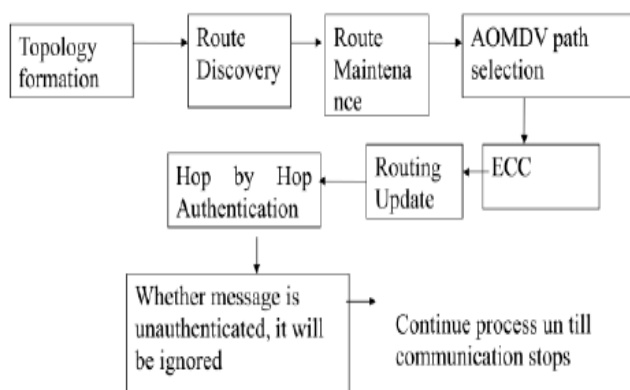 Topology
formation
Route
Discovery
Route
Maintena
nce
AOMDV path
selection
ECC
Routing
Update
Hop by Hop
Authentication
Whether message is
unauthenticated, it will
be ignored
Continue process un till
communication stops